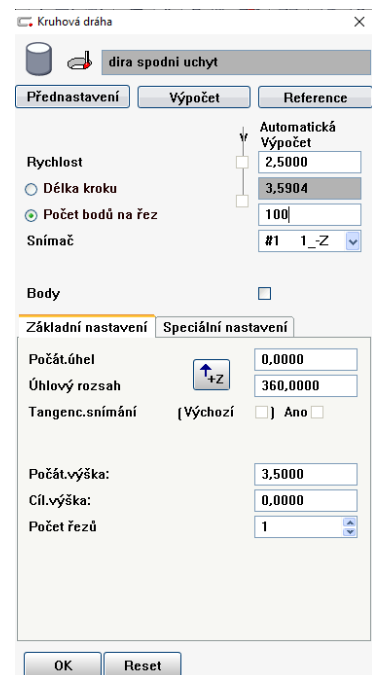 Kruhová dráha
dira spodni uchyt
Přednastavení Výpočet Reference
Automatická
Výpočet
Rychlost 2,5000
Délka kroku 3,5904
Počet bodů na řez 100
Snímač #1 1_-Z
Body
Základní nastavení Speciální nastavení
Počát.úhel 0,0000
+Z
Úhlový rozsah 360,0000
Tangenc.snímání (Výchozí ) Ano
Počát.výška: 3,5000
Cíl.výška: 0,0000
Počet řezů 1
OK Reset